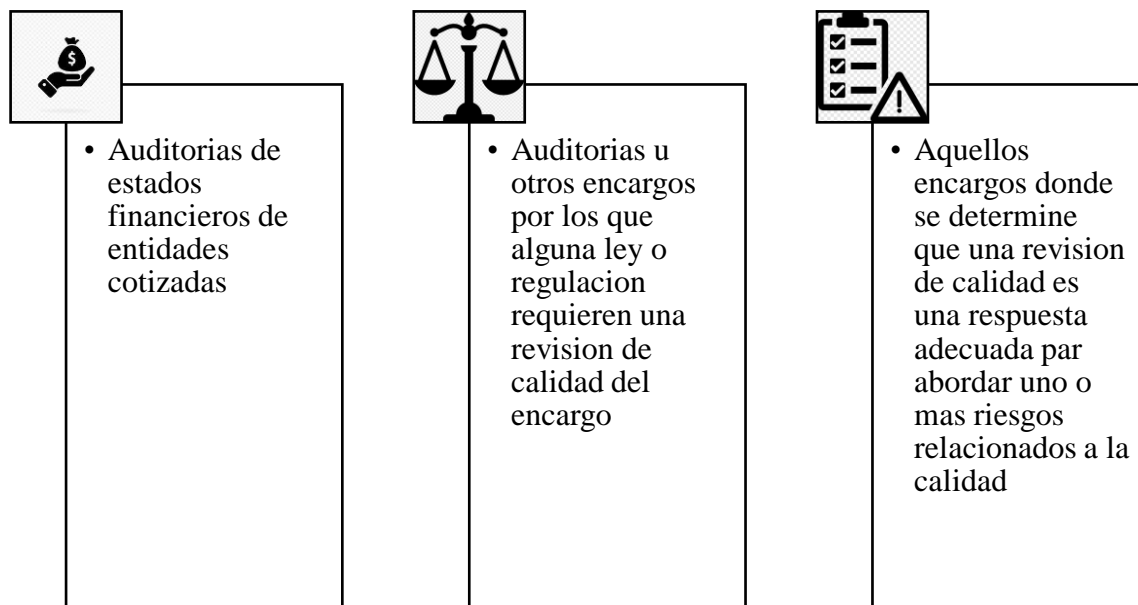 $
• Auditorias de
estados
financieros de
entidades
cotizadas
• Auditorias u
otros encargos
por los que
alguna ley o
regulacion
requieren una
revision de
calidad del
encargo
• Aquellos
encargos donde
se determine
que una revision
de calidad es
una respuesta
adecuada par
abordar uno o
mas riesgos
relacionados a la
calidad